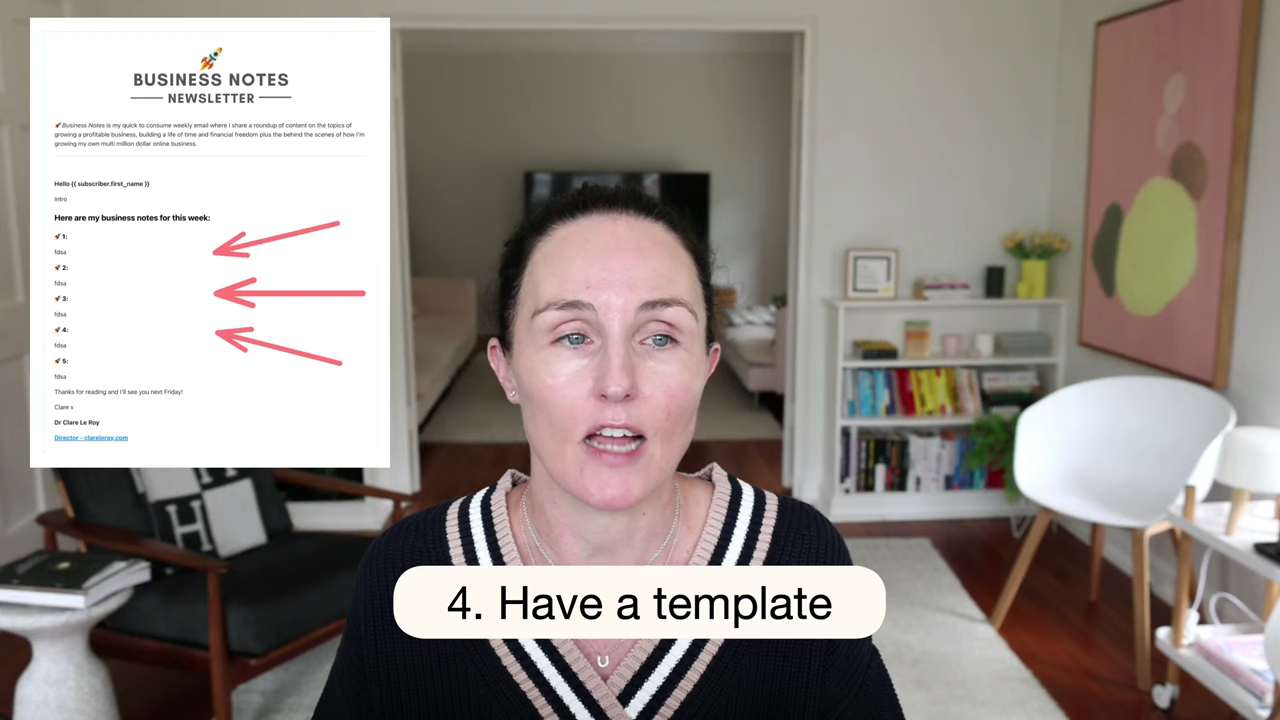 🚀
BUSINESS NOTES
NEWSLETTER
🚀 Business Notes is my quick to consume weekly email where I share a roundup of content on the topics of
growing a profitable business, building a life of time and financial freedom plus the behind the scenes of how I'm
growing my own multi million dollar online business.
Hello {{ subscriber.first_name }}
Intro
Here are my business notes for this week:
🚀 1:
fdsa
🚀 2:
fdsa
🚀 3:
fdsa
🚀 4:
fdsa
🚀 5:
fdsa
Thanks for reading and I'll see you next Friday!
Clare x
Dr Clare Le Roy
Director - clareleroy.com
H
H
4. Have a template